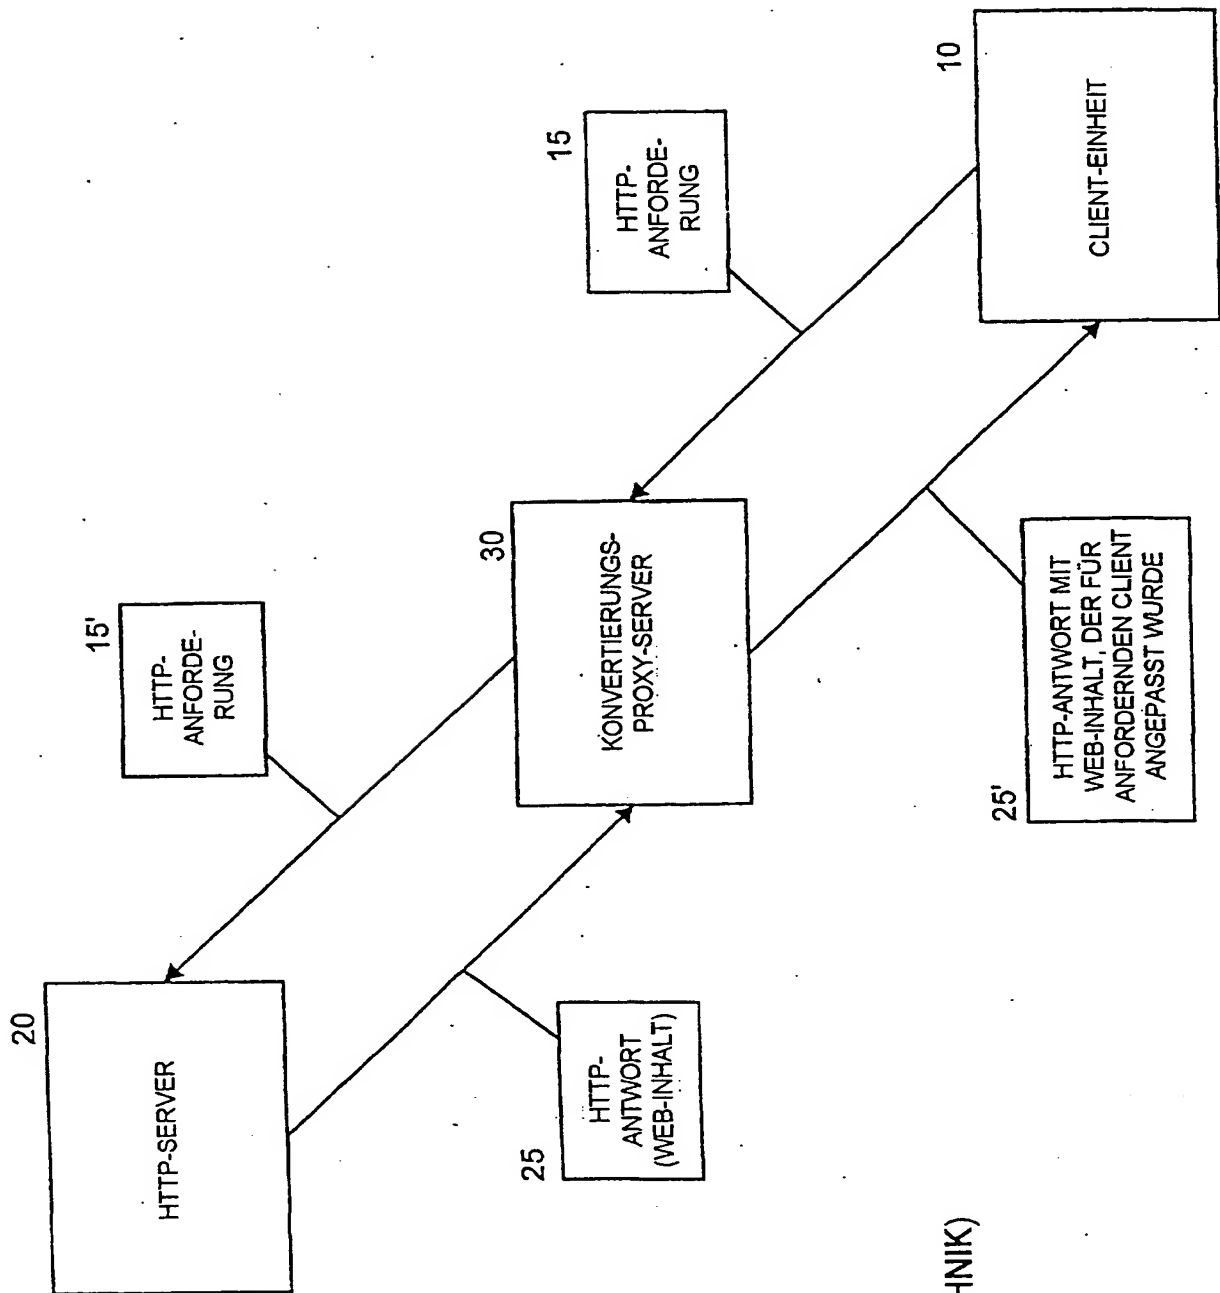 20
HTTP-SERVER
15'
HTTP-
ANFORDE-
RUNG
25
HTTP-
ANTWORT
(WEB-INHALT)
30
KONVERTIERUNGS-
PROXY-SERVER
15
HTTP-
ANFORDE-
RUNG
25'
HTTP-ANTWORT MIT
WEB-INHALT, DER FÜR
ANFORDERNDEN CLIENT
ANGEPASST WURDE
10
CLIENT-EINHEIT
HNIK)